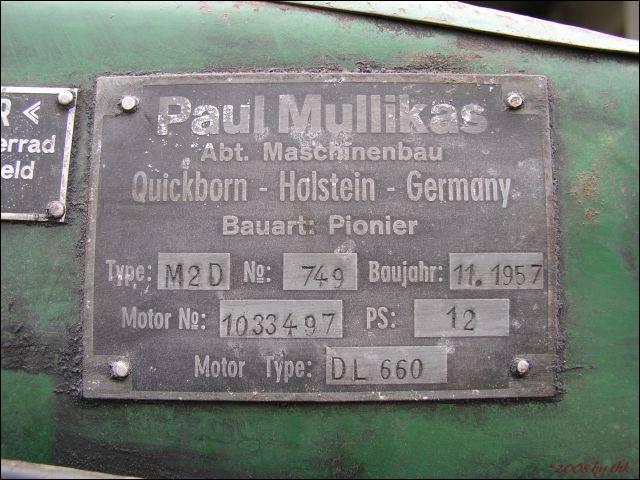 R «
errad
eld
Paul Mullikas
Abt. Maschinenbau
Quickborn - Holstein - Germany
Bauart: Pionier
Type: M2D No: 749 Baujahr: 11.1957
Motor No: 1033497 PS: 12
Motor Type: DL 660
2008 by thk